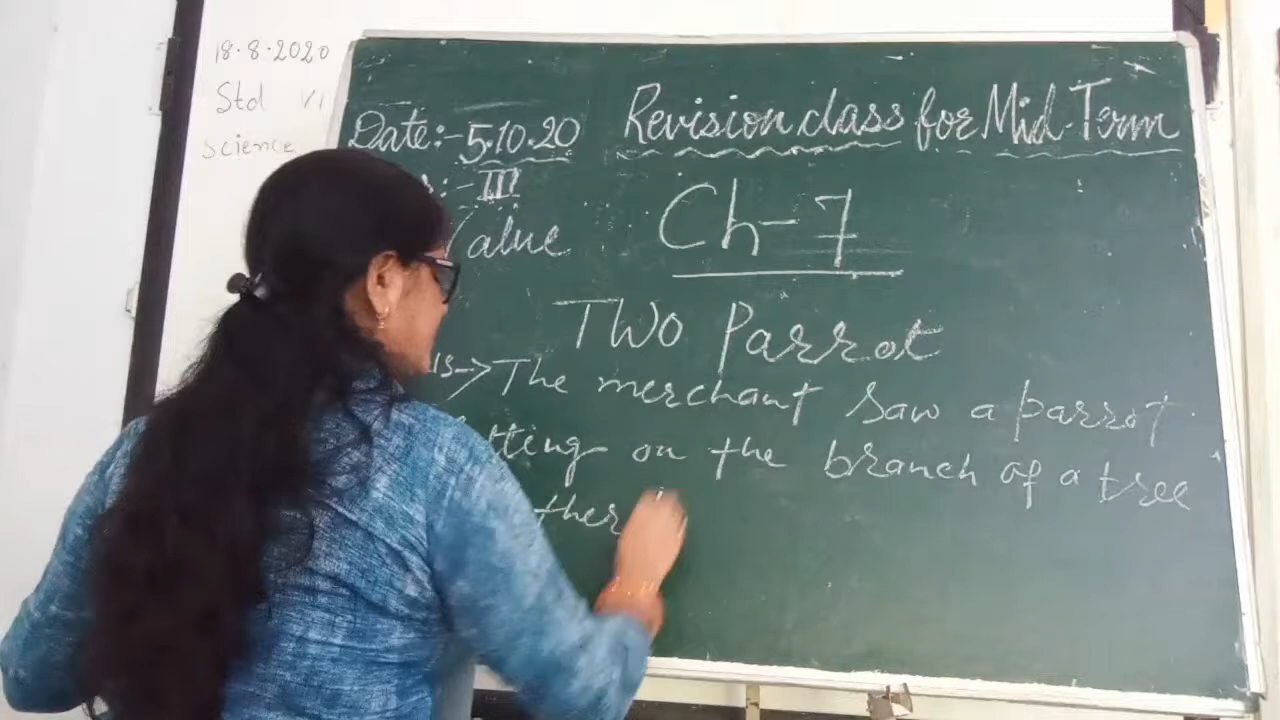 18.8.2020
Std VI
science
Date:- 5.10.20
Revision class for Mid-Term
:- III
Value
Ch-7
Two Parrot
The merchant saw a parrot
tting on the branch of a tree
ther